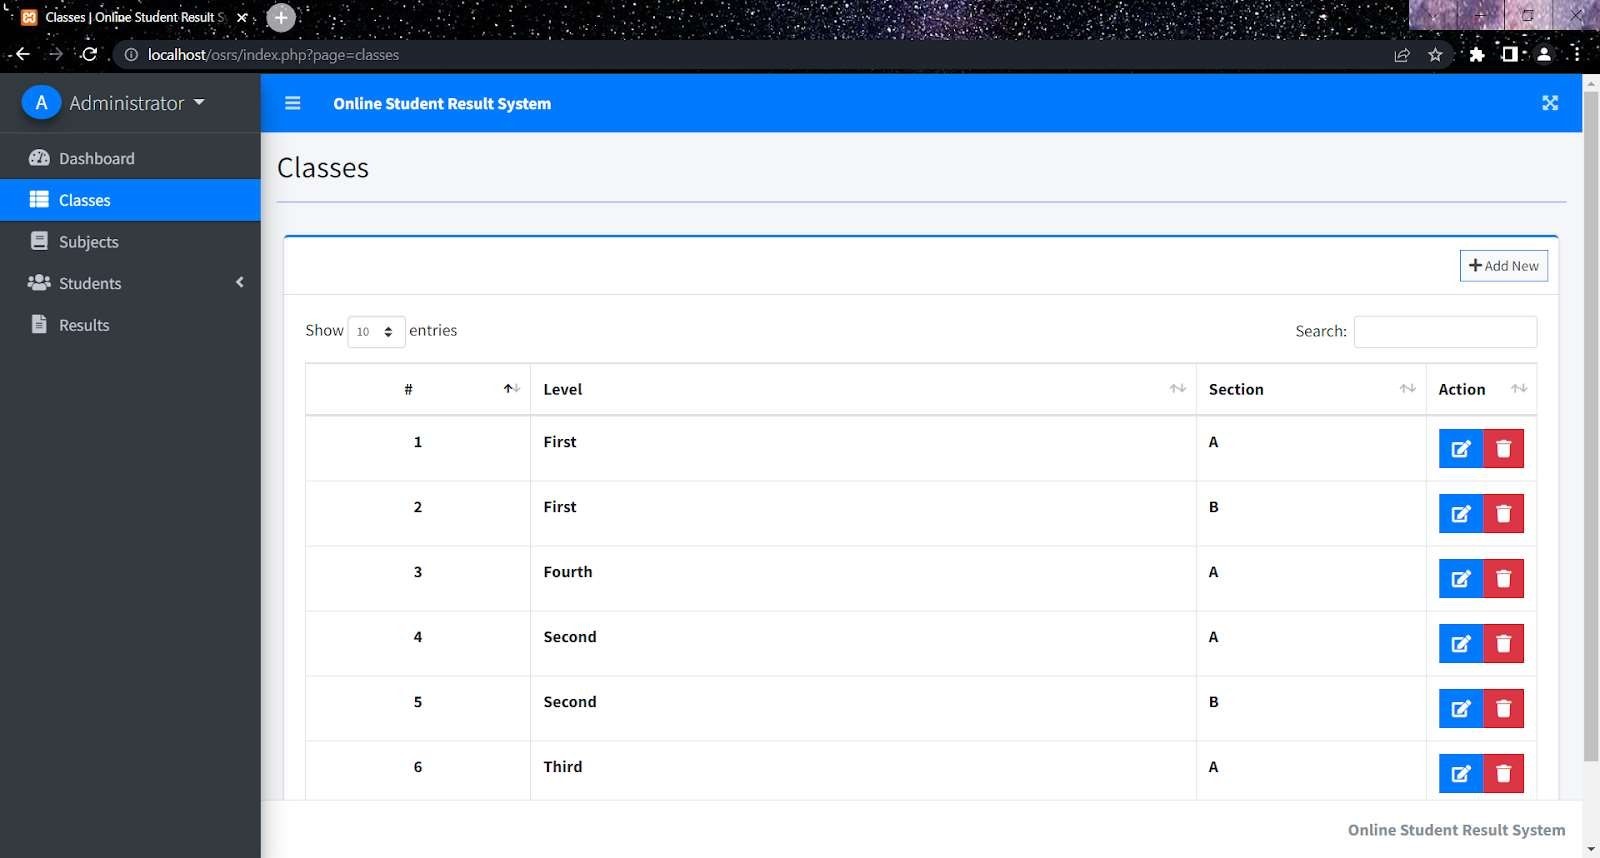 Classes | Online Student Result S
localhost/osrs/index.php?page=classes
A Administrator
Online Student Result System
Dashboard
Classes
Subjects
Students
Results
Classes
Add New
Show 10 entries
Search:
# Level Section Action
1 First A
2 First B
3 Fourth A
4 Second A
5 Second B
6 Third A
Online Student Result System